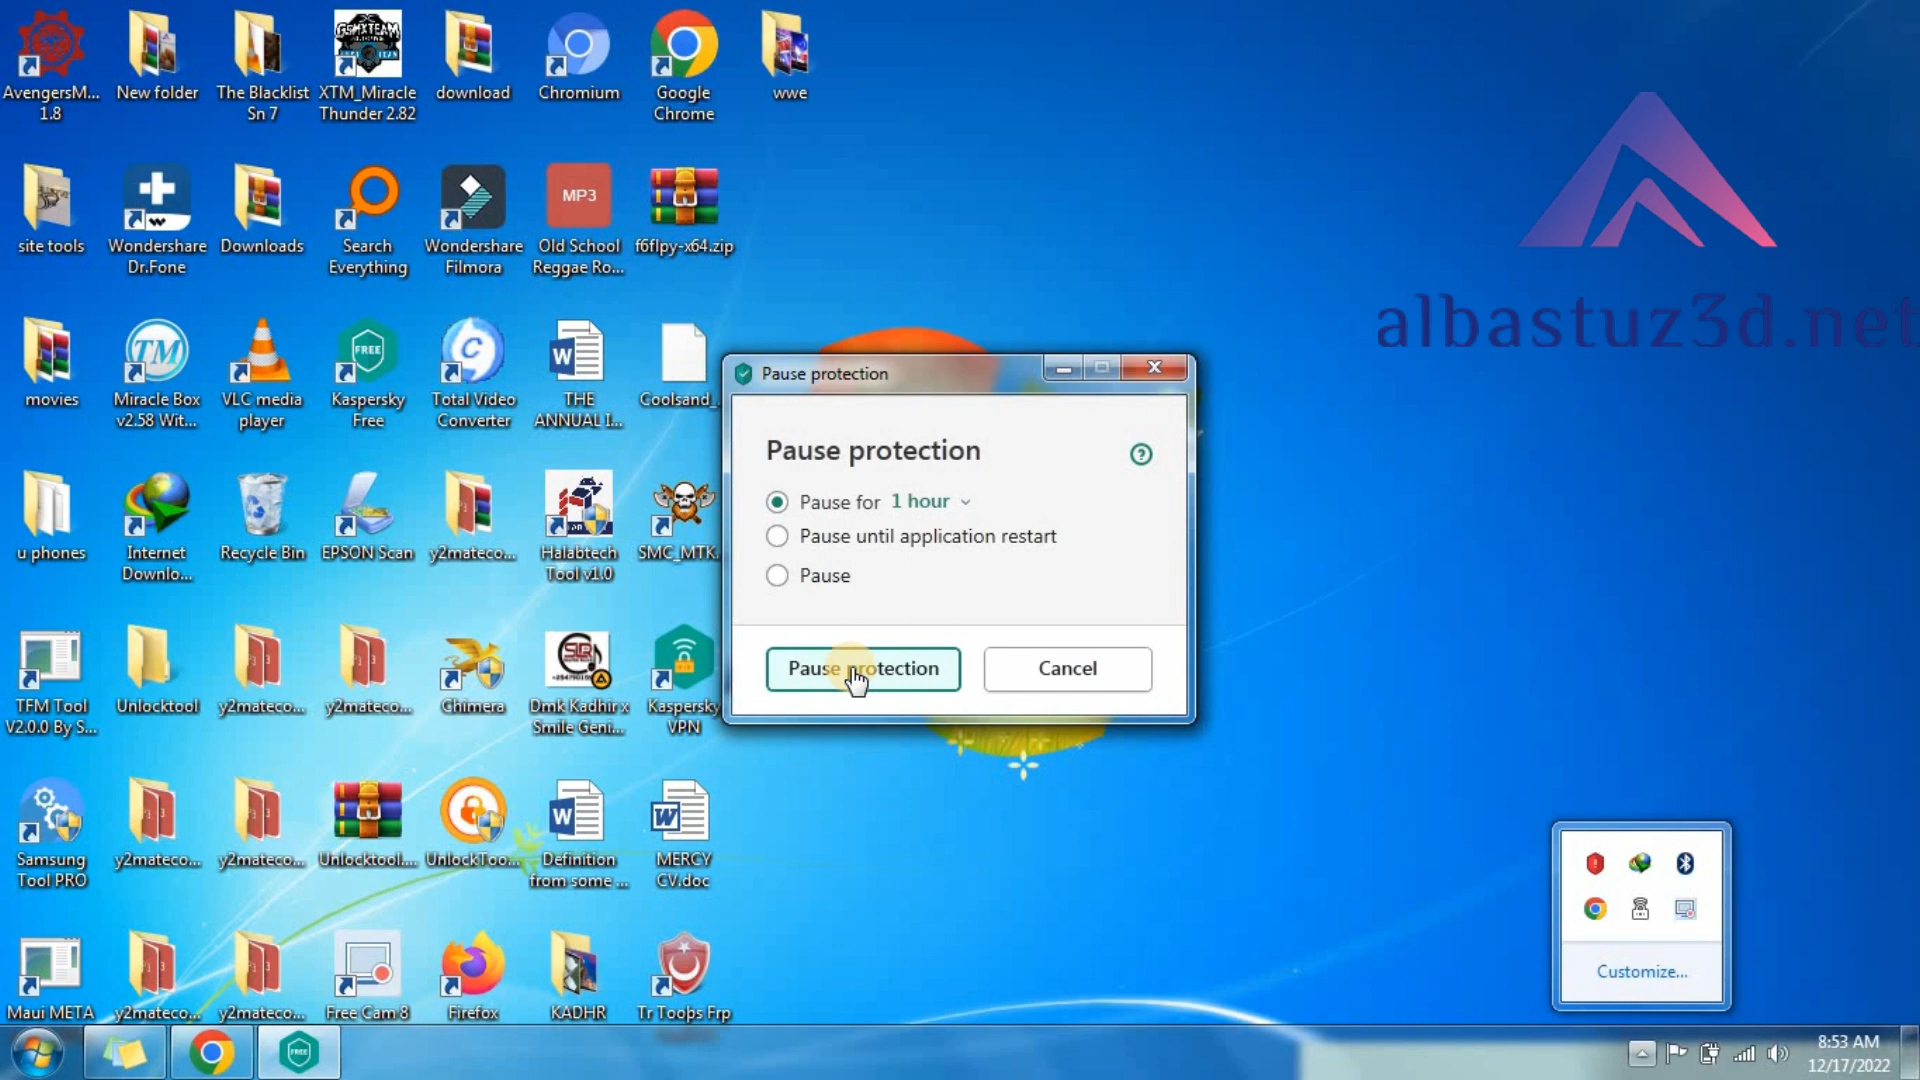 AvengersM...
1.8
New folder
The Blacklist
Sn 7
XTM_Miracle
Thunder 2.82
download
Chromium
Google
Chrome
wwe
site tools
Wondershare
Dr.Fone
Downloads
Search
Everything
Wondershare
Filmora
MP3
Old School
Reggae Ro...
f6flpy-x64.zip
albastuz3d.net
movies
TM
Miracle Box
v2.58 Wit...
VLC media
player
FREE
Kaspersky
Free
Total Video
Converter
THE
ANNUAL I...
Coolsand_
Pause protection
Pause protection
Pause for 1 hour
Pause until application restart
Pause
Pause protection
Cancel
u phones
Internet
Downlo...
Recycle Bin
EPSON Scan
y2mateco...
Halabtech
Tool v1.0
SMC_MTK.
TFM Tool
V2.0.0 By S...
Unlocktool
y2mateco...
y2mateco...
Chimera
Dmk Kadhir x
Smile Geni...
Kaspersky
VPN
Samsung
Tool PRO
y2mateco...
y2mateco...
Unlocktool....
UnlockToo...
Definition
from some ...
MERCY
CV.doc
Customize...
Maui META
y2mateco...
y2mateco...
Free Cam 8
Firefox
KADHR
Tr Tools Frp
FREE
8:53 AM
12/17/2022